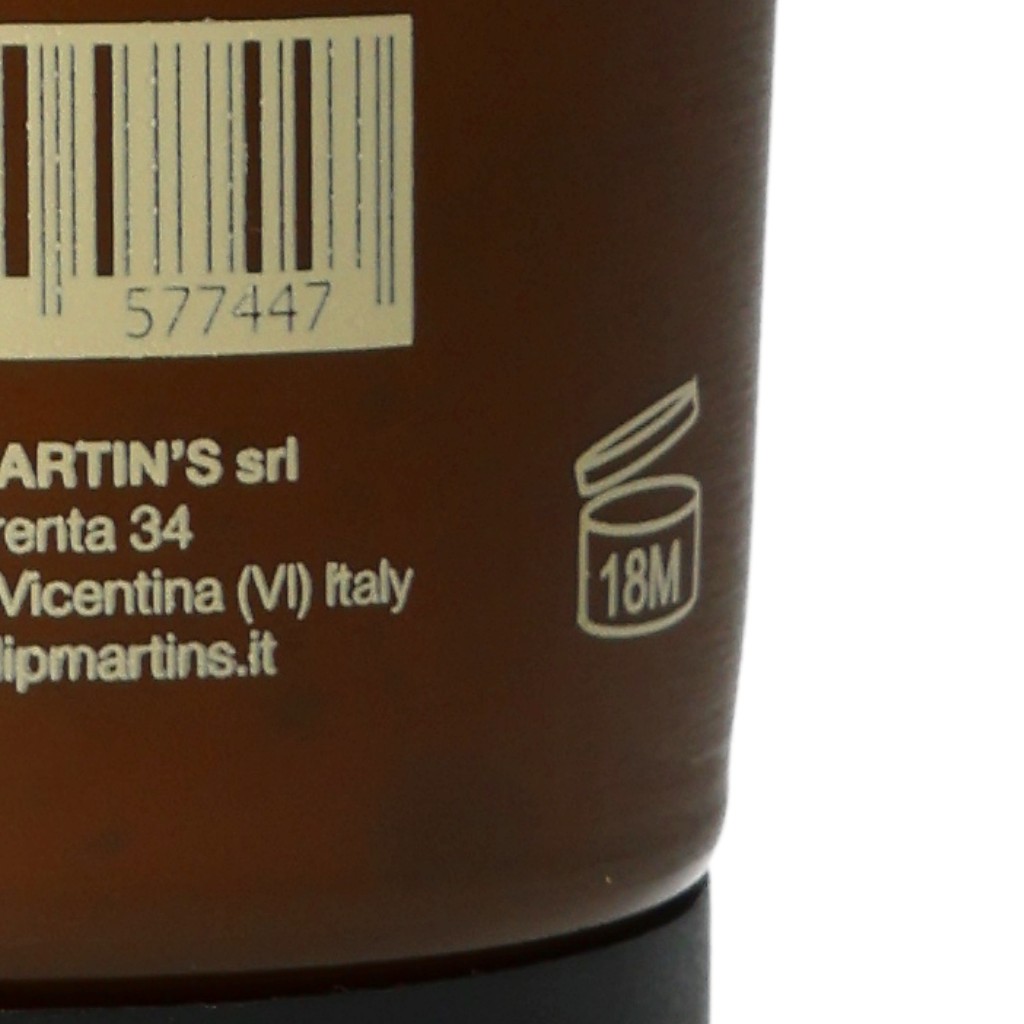 577447
ARTIN'S srl
renta 34
Vicentina (VI) Italy
lipmartins.it
18M